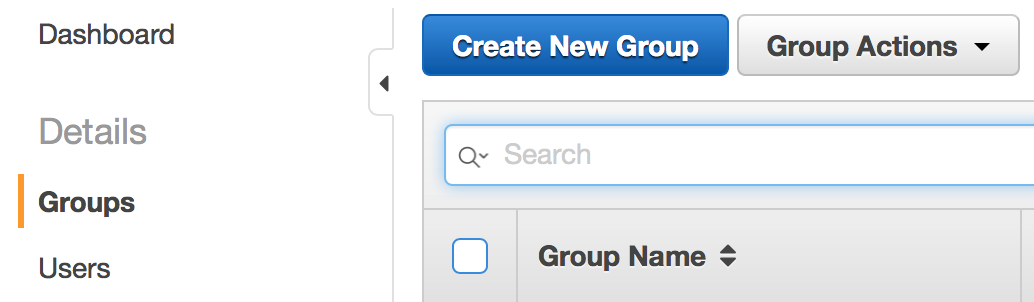 Dashboard
Details
Groups
Users
Create New Group
Group Actions
Search
Group Name